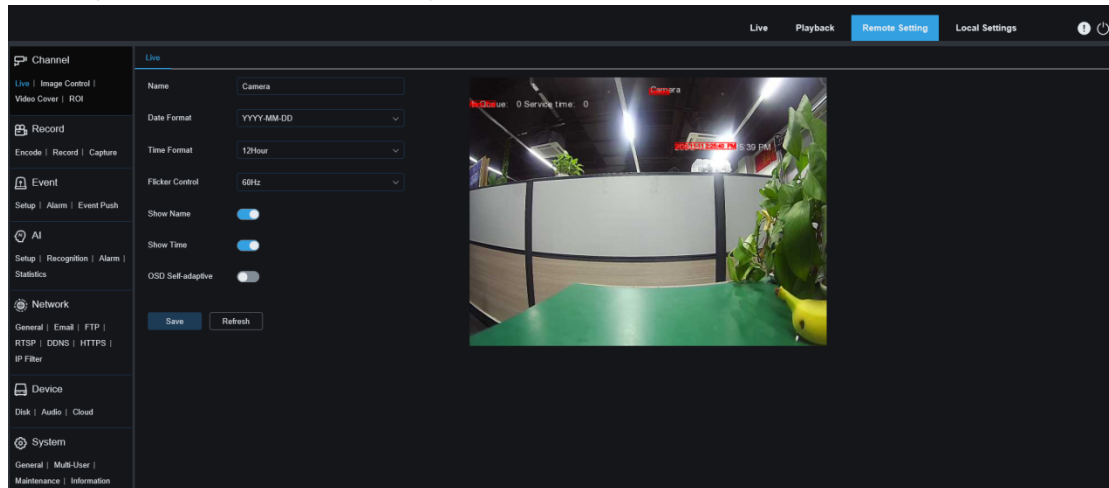 Live Playback Remote Setting Local Settings
Channel
Live | Image Control |
Video Cover | ROI
Record
Encode | Record | Capture
Event
Setup | Alarm | Event Push
AI
Setup | Recognition | Alarm |
Statistics
Network
General | Email | FTP |
RTSP | DDNS | HTTPS |
IP Filter
Device
Disk | Audio | Cloud
System
General | Multi-User |
Maintenance | Information
Live
Name Camera
Date Format YYYY-MM-DD
Time Format 12Hour
Flicker Control 60Hz
Show Name
Show Time
OSD Self-adaptive
Save Refresh
Camera
0 Service time: 0
5:39 PM